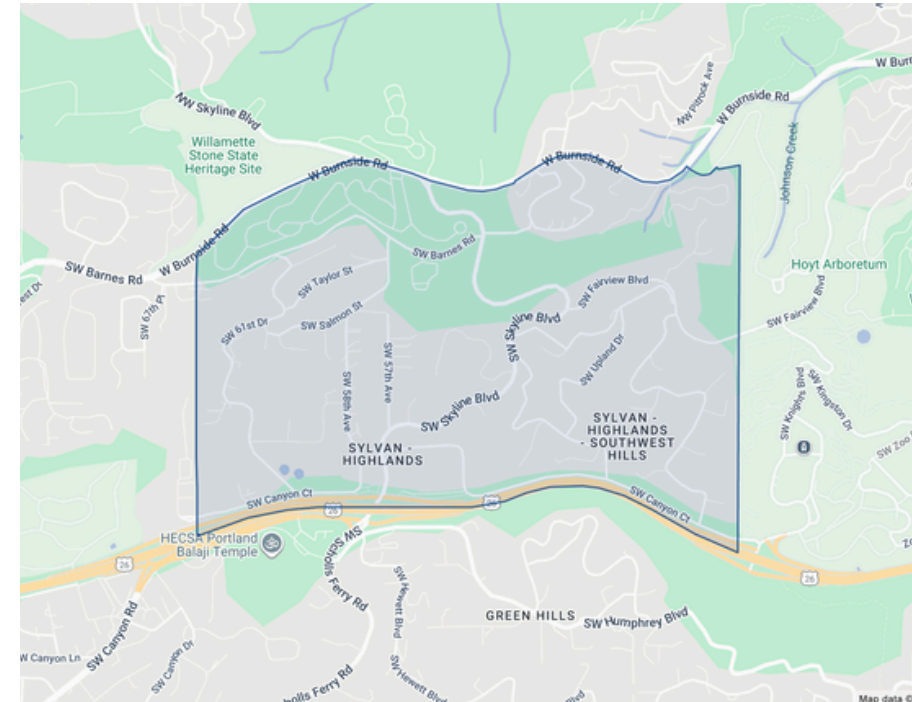 W Burn
W Burnside Rd
NW Pittock Ave
NW Skyline Blvd
Johnson Creek
Willamette
Stone State
Heritage Site
W Burnside Rd
W Burnside Rd
W Burnside Rd
SW Barnes Rd
SW Barnes Rd
Hoyt Arboretum
SW Taylor St
SW Fairview Blvd
SW Fairview Blvd
SW 67th Pl
SW 61st Dr
SW Salmon St
SW Skyline Blvd
SW Upland Dr
SW 57th Ave
SW 58th Ave
SW Knights Blvd
SW Kingston Dr
SW Skyline Blvd
SYLVAN -
HIGHLANDS
- SOUTHWEST
HILLS
SYLVAN -
HIGHLANDS
SW Zoo
SW Canyon Ct
26
26
SW Canyon Ct
HECSA Portland
Balaji Temple
26
26
SW Scholls Ferry Rd
SW Hewett Blvd
GREEN HILLS
SW Humphrey Blvd
SW Canyon Rd
W Canyon Ln
SW Canyon Dr
holls Ferry Rd
SW Hewett Blvd
Blvd
Map data ©